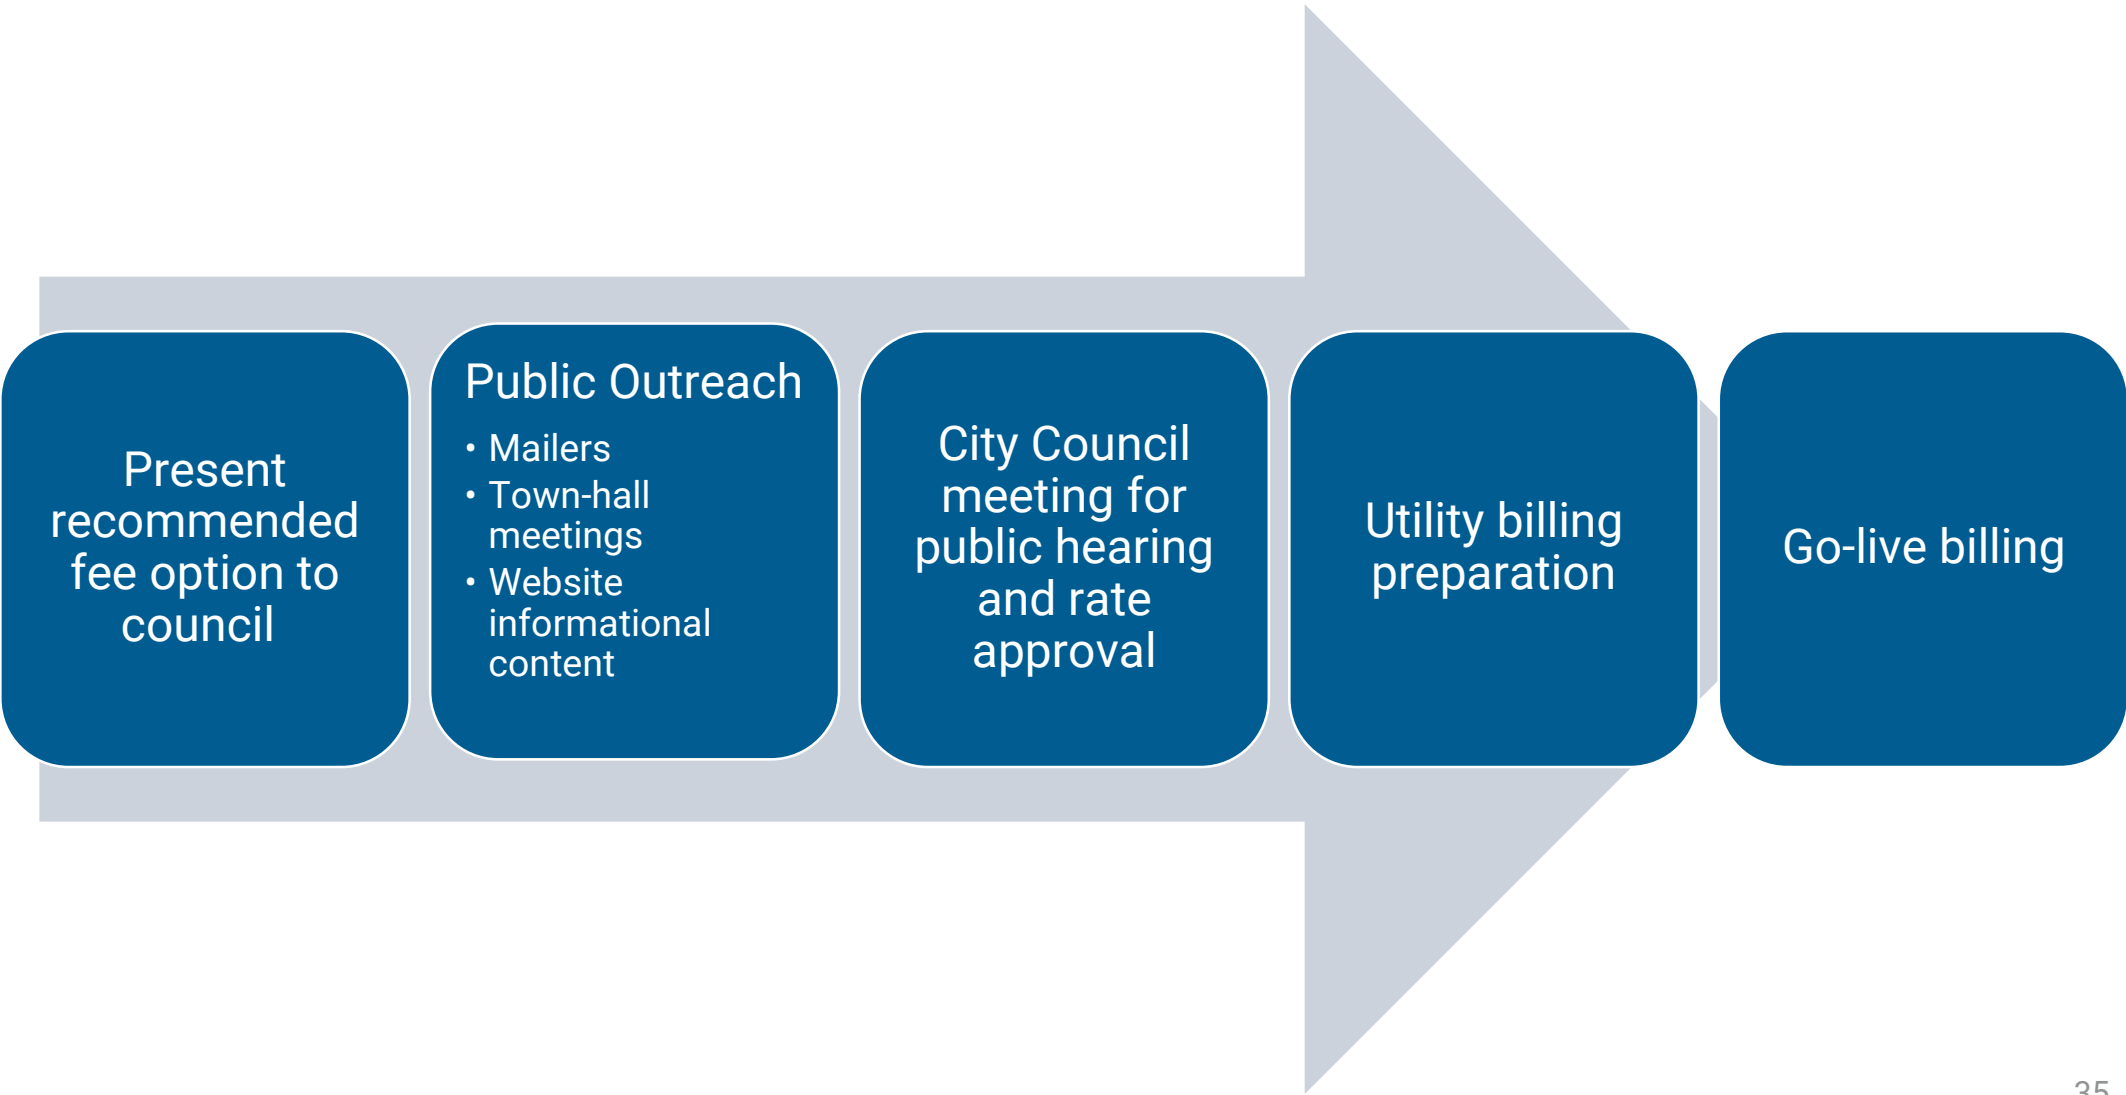 Present
recommended
fee option to
council
Public Outreach
• Mailers
• Town-hall
meetings
• Website
informational
content
City Council
meeting for
public hearing
and rate
approval
Utility billing
preparation
Go-live billing
35